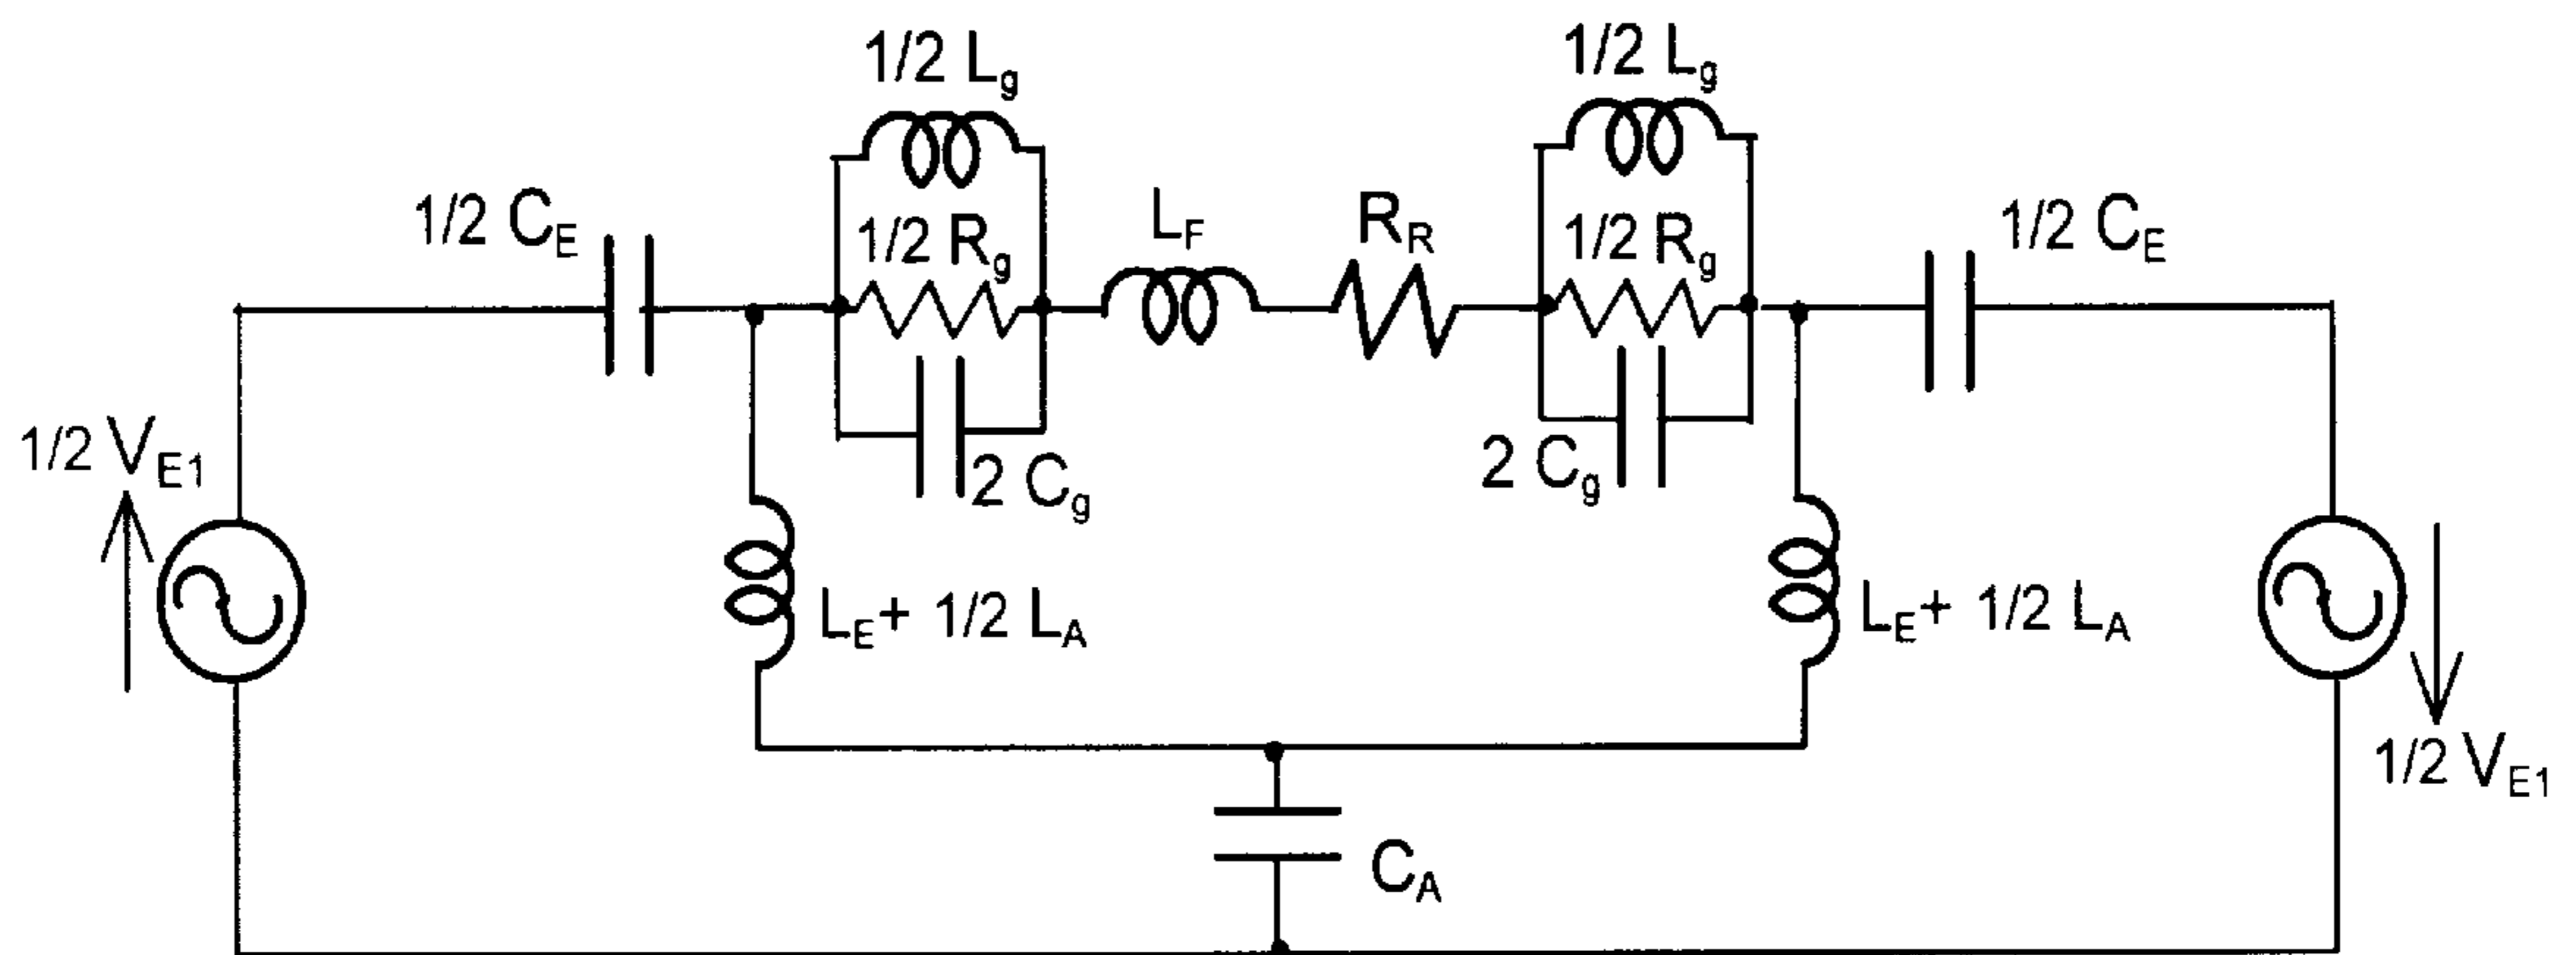 1/2 Lg
1/2 Lg
1/2 CE
1/2 Rg
LF
RR
1/2 Rg
1/2 CE
1/2 VE1
2 Cg
2 Cg
LE+ 1/2 LA
LE+ 1/2 LA
1/2 VE1
CA